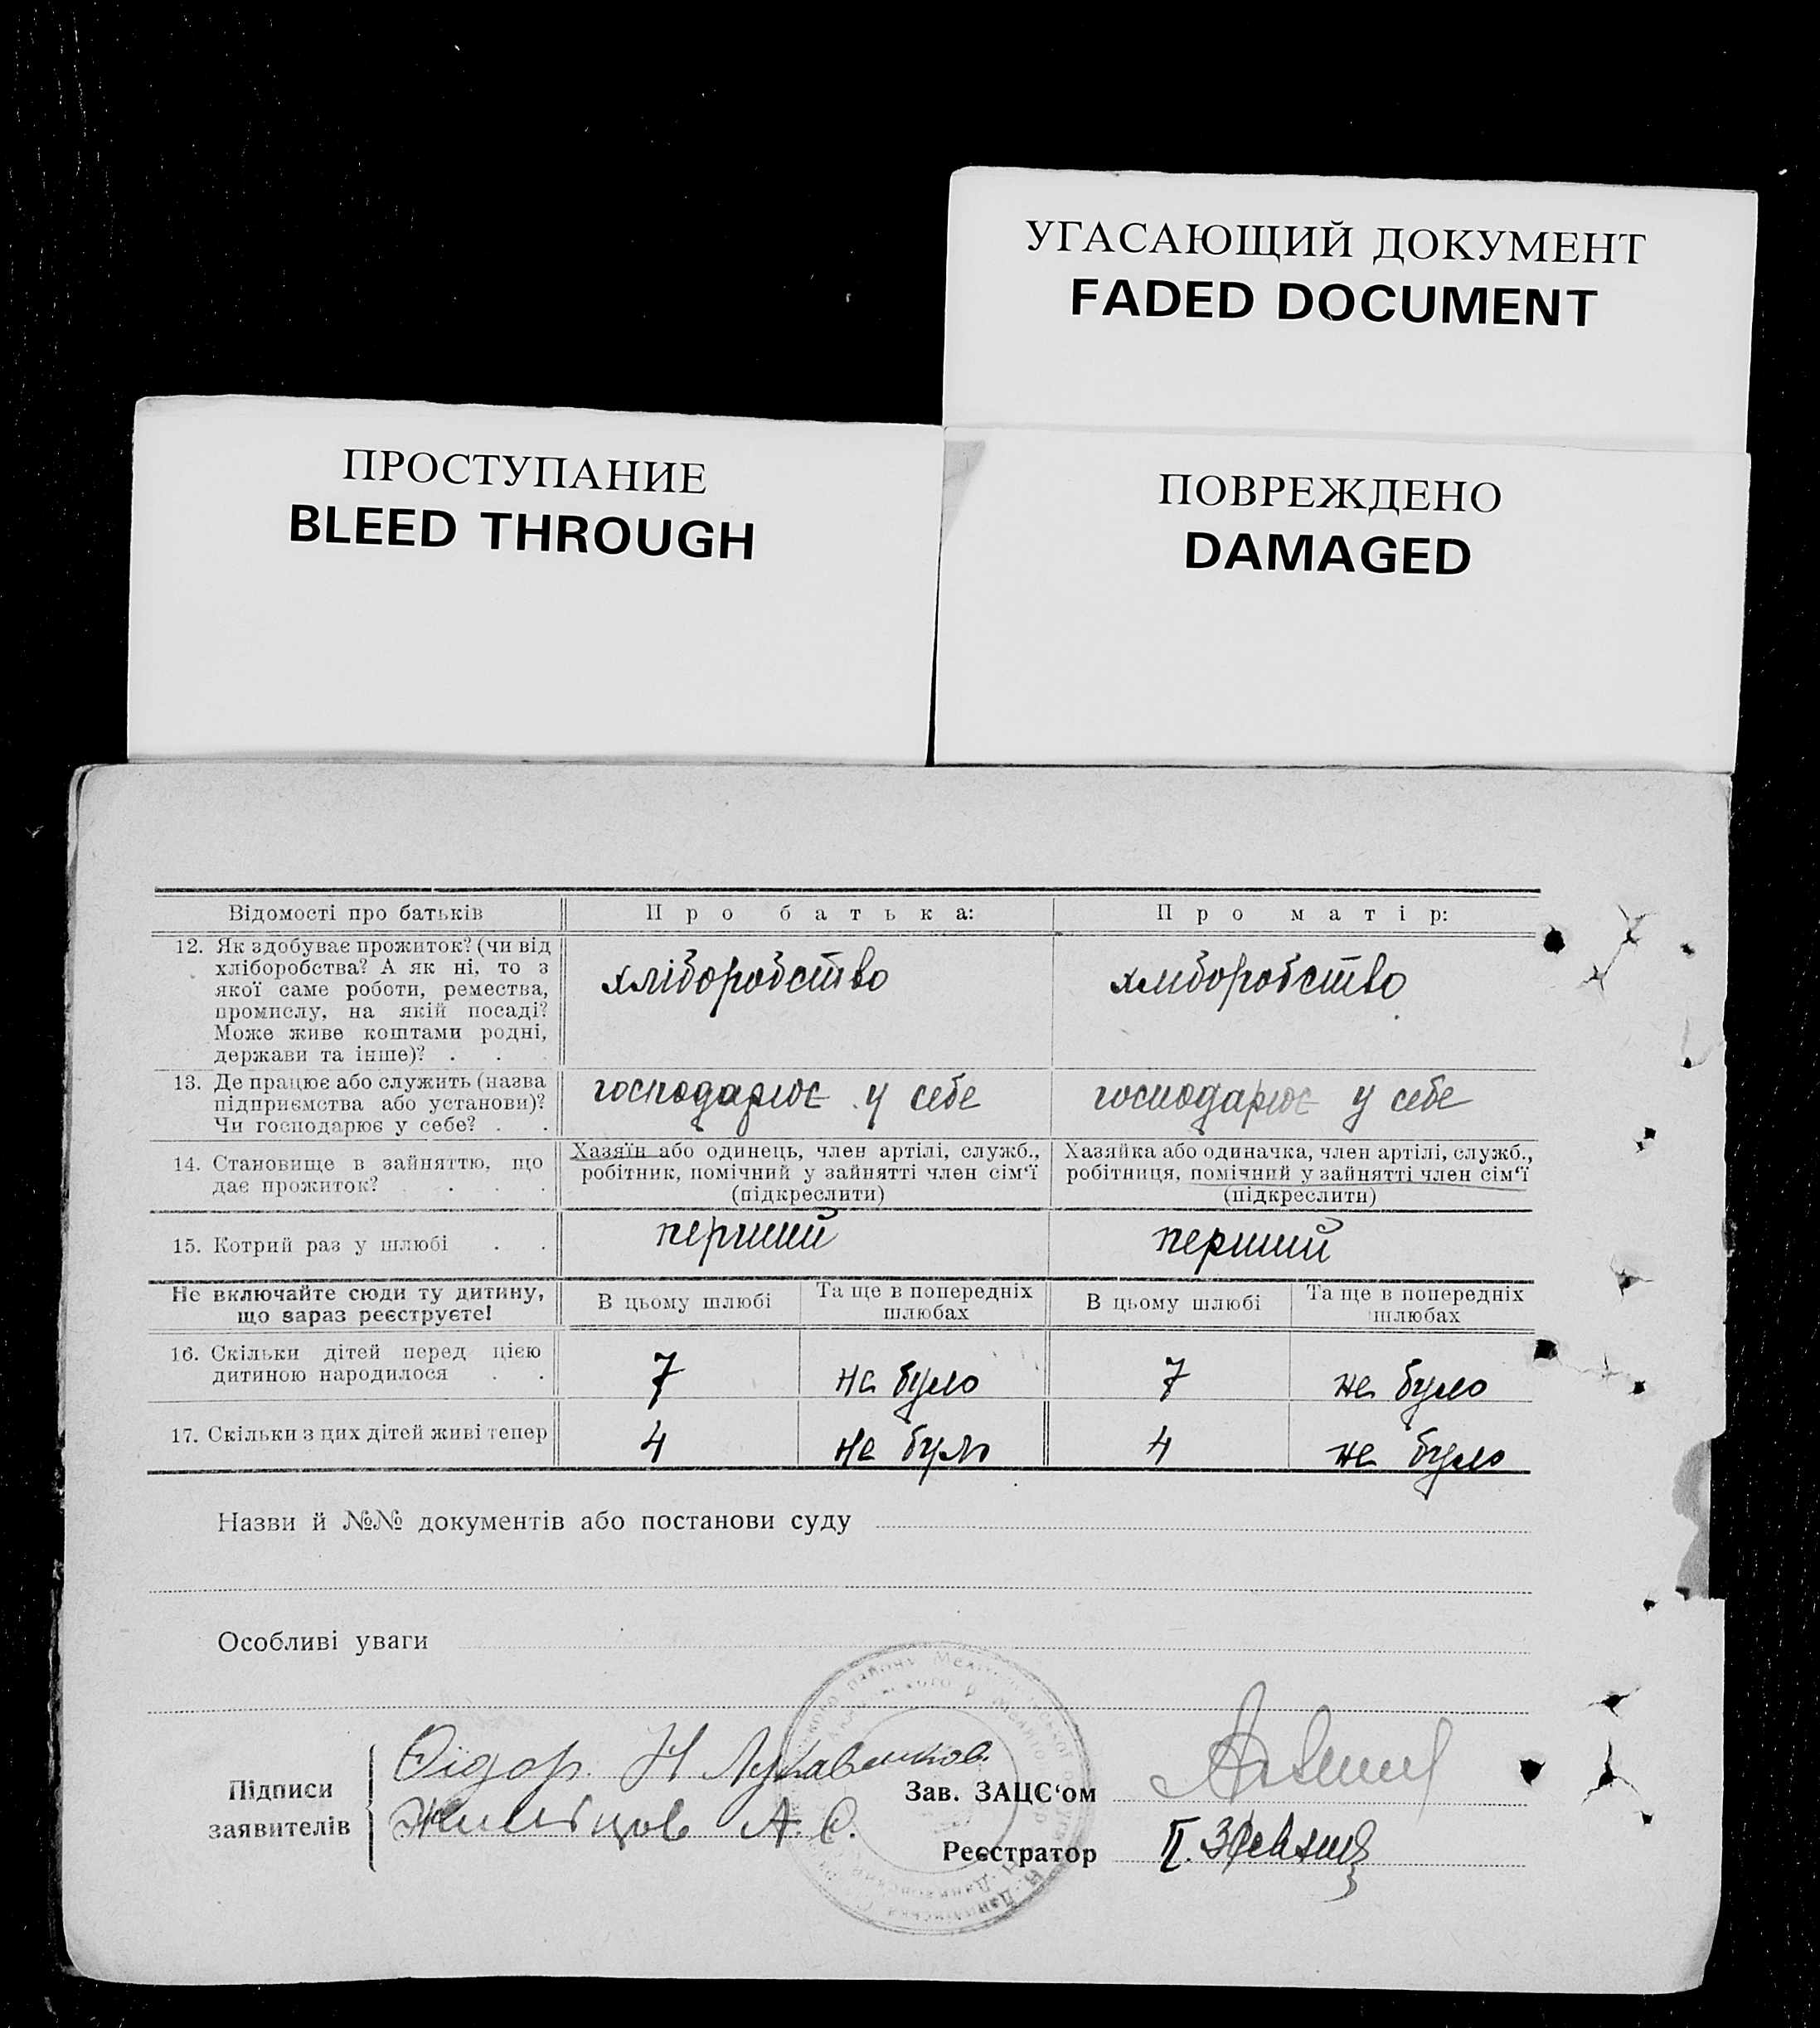 УГАСАЮЩИЙ ДОКУМЕНТ
FADED DOCUMENT
ПРОСТУПАНИЕ
BLEED THROUGH
ПОВРЕЖДЕНО
DAMAGED
Відомості про батьків
Про батька:
Про матір:
12. Як здобуває прожиток? (чи від
хліборобства? А як ні, то з
якої саме роботи, ремества,
промислу, на якій посаді?
Може живе коштами родні,
держави та інше)? . .
хліборобство
хліборобство
13. Де працює або служить (назва
підприємства або установи)?
Чи господарює у себе? . .
господарює у себе
господарює у себе
14. Становище в зайняттю, що
дає прожиток? . . .
Хазяїн або одинець, член артілі, служб.,
робітник, помічний у зайнятті член сім‘ї
(підкреслити)
Хазяйка або одиначка, член артілі, служб.,
робітниця, помічний у зайнятті член сім‘ї
(підкреслити)
15. Котрий раз у шлюбі . .
перший
перший
Не включайте сюди ту дитину,
що зараз реєструєте!
В цьому шлюбі
Та ще в попередніх
шлюбах
В цьому шлюбі
Та ще в попередніх
шлюбах
16. Скільки дітей перед цією
дитиною народилося . .
7
не було
7
не було
17. Скільки з цих дітей живі тепер
4
не було
4
не було
Назви й №№ документів або постанови суду
Особливі уваги
Підписи
заявителів
Зав. ЗАЦС‘ом
Реєстратор